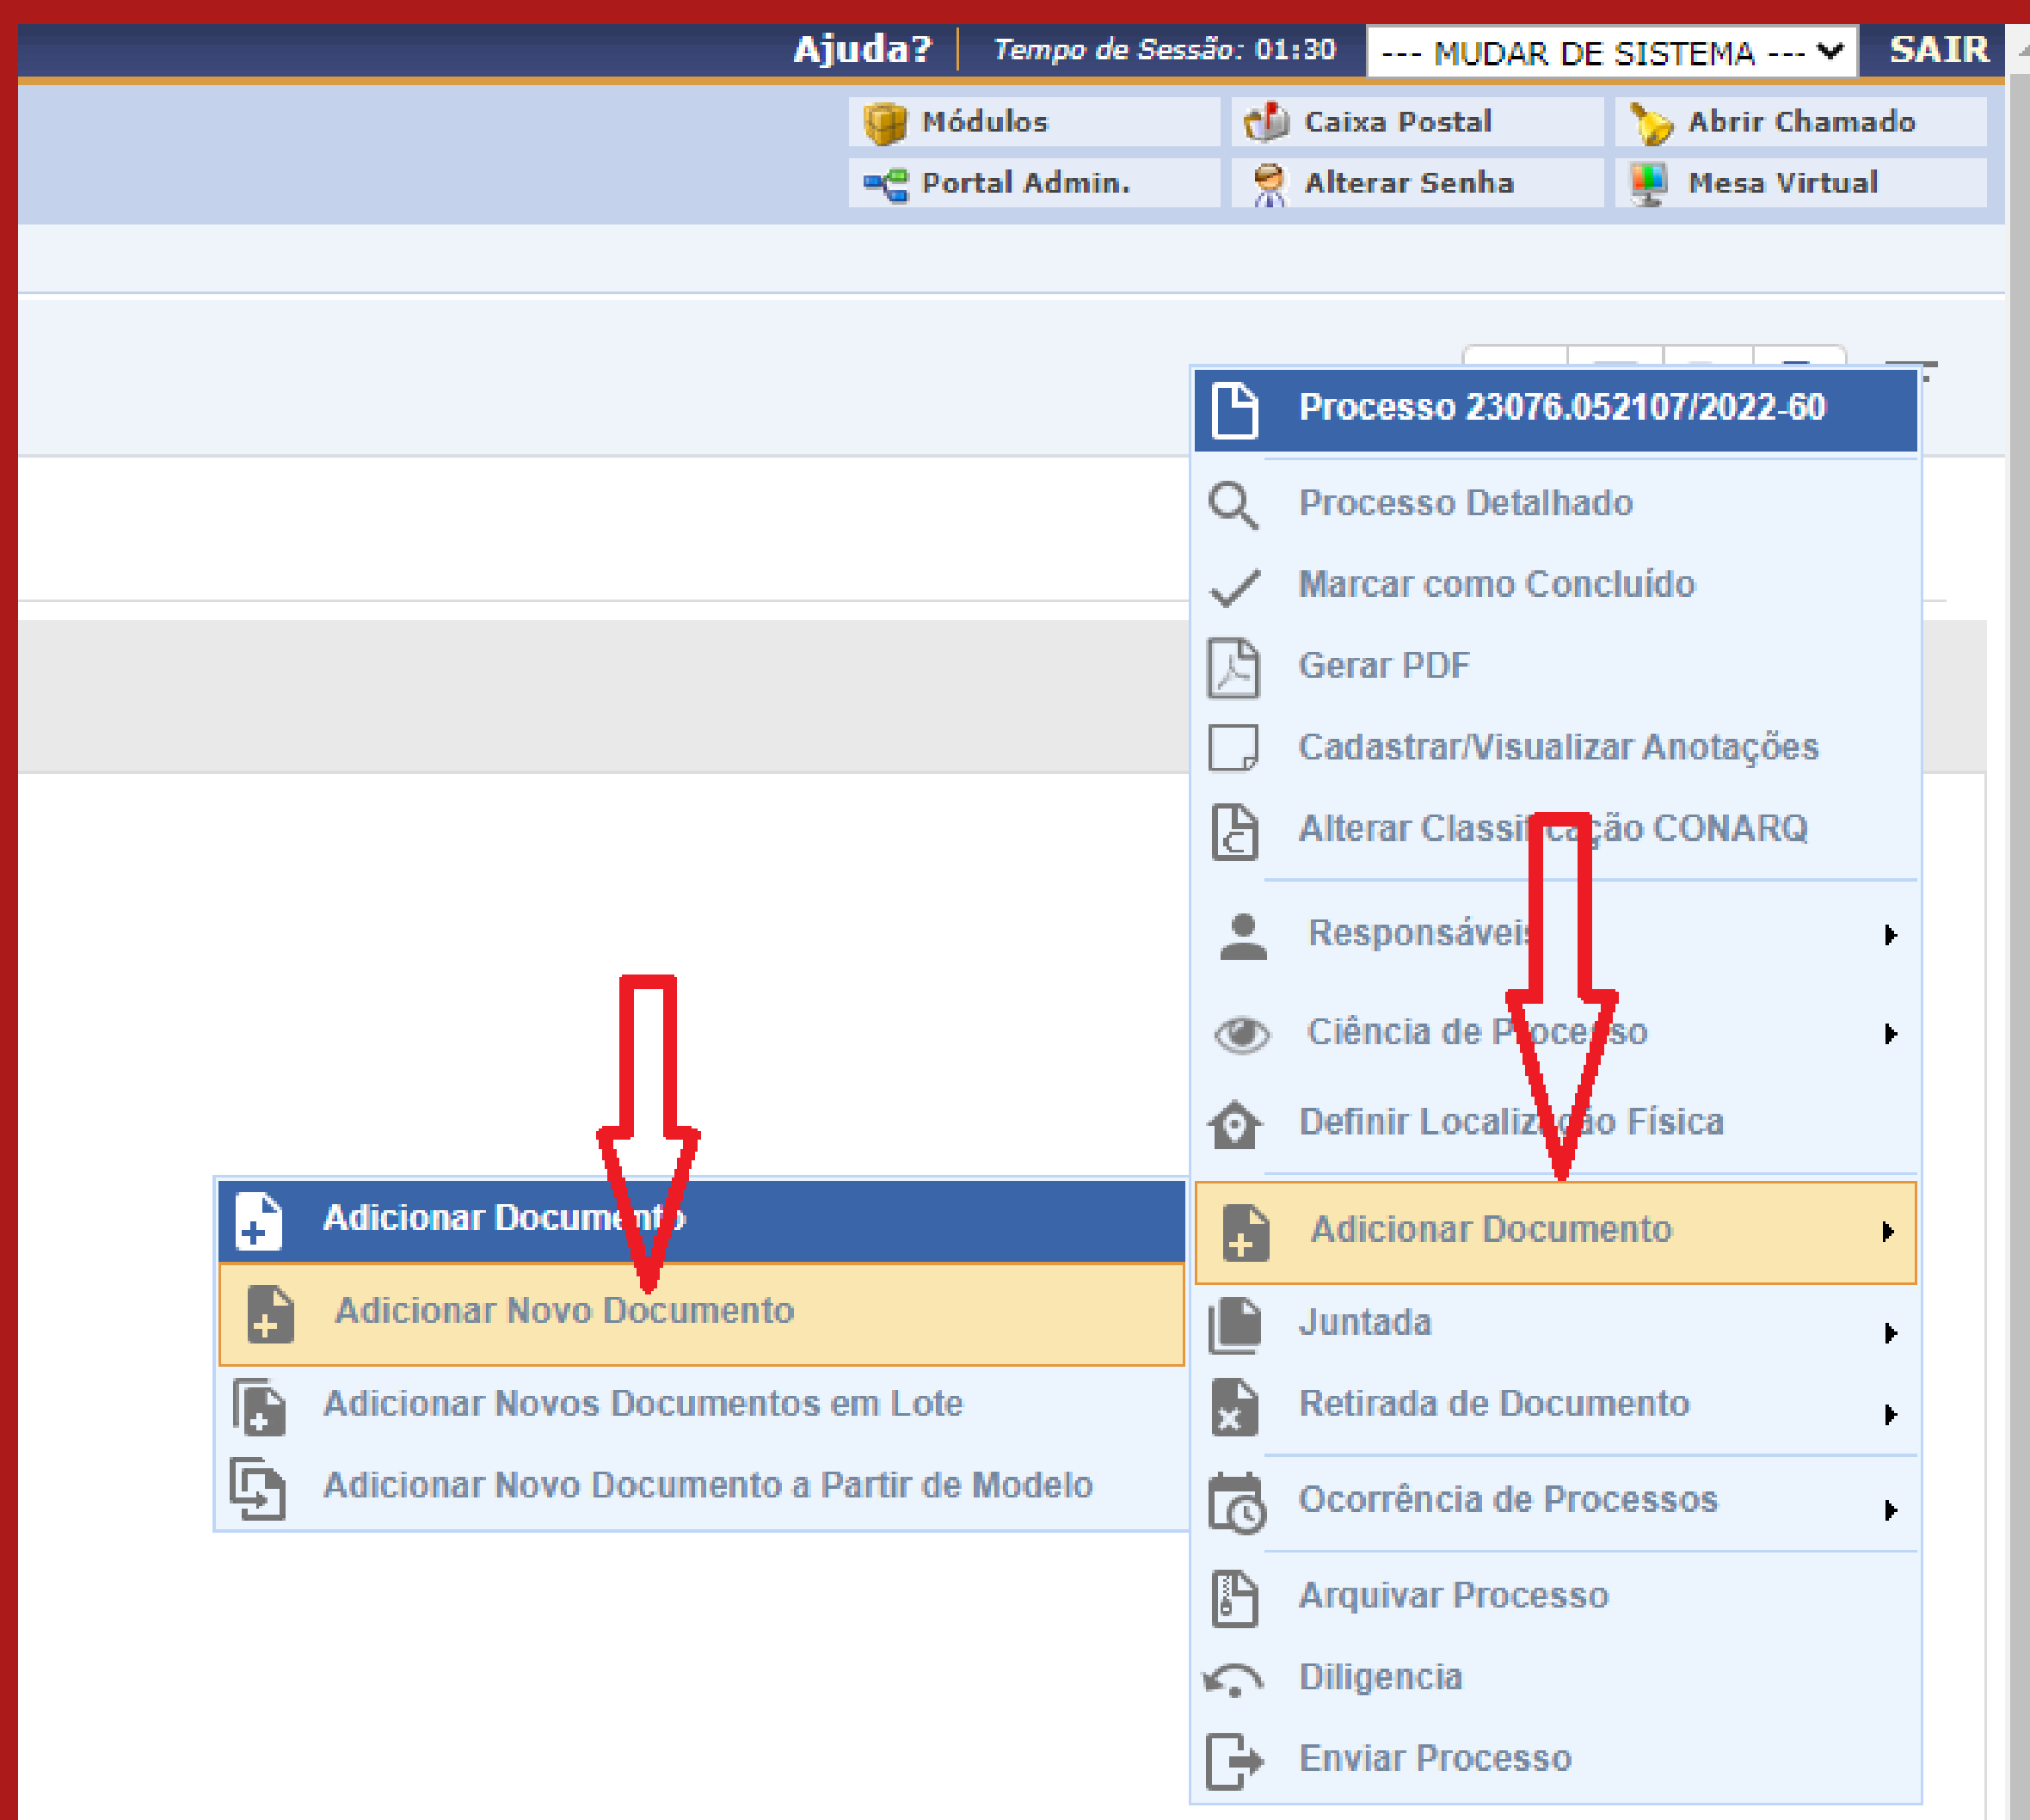 Ajuda? Tempo de Sessão: 01:30 --- MUDAR DE SISTEMA --- SAIR
Módulos Caixa Postal Abrir Chamado
Portal Admin. Alterar Senha Mesa Virtual
Processo 23076.052107/2022-60
Processo Detalhado
Marcar como Concluído
Gerar PDF
Cadastrar/Visualizar Anotações
Alterar Classificação CONARQ
Responsáveis
Ciência de Processo
Definir Localização Física
Adicionar Documento
Juntada
Retirada de Documento
Ocorrência de Processos
Arquivar Processo
Diligencia
Enviar Processo
Adicionar Documento
Adicionar Novo Documento
Adicionar Novos Documentos em Lote
Adicionar Novo Documento a Partir de Modelo